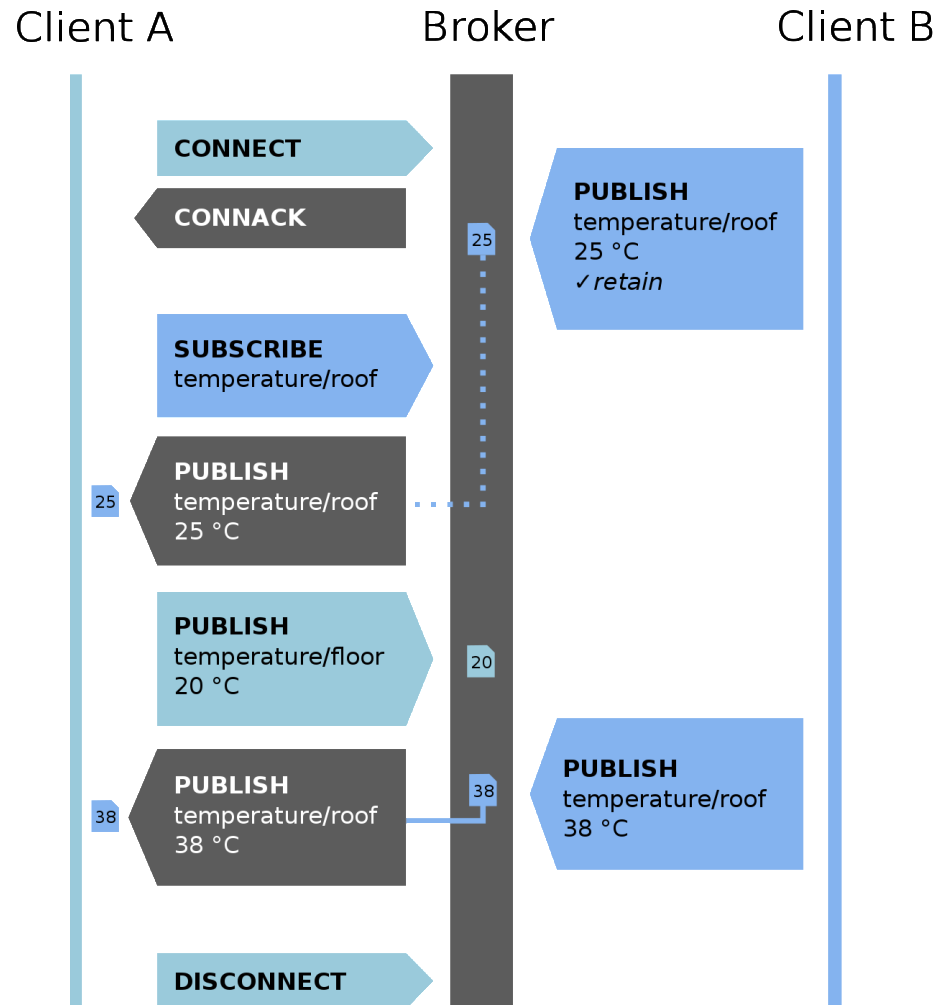 Client A
Broker
Client B
CONNECT
CONNACK
PUBLISH
temperature/roof
25 °C
✓retain
25
SUBSCRIBE
temperature/roof
PUBLISH
temperature/roof
25 °C
25
PUBLISH
temperature/floor
20 °C
20
PUBLISH
temperature/roof
38 °C
38
PUBLISH
temperature/roof
38 °C
38
DISCONNECT